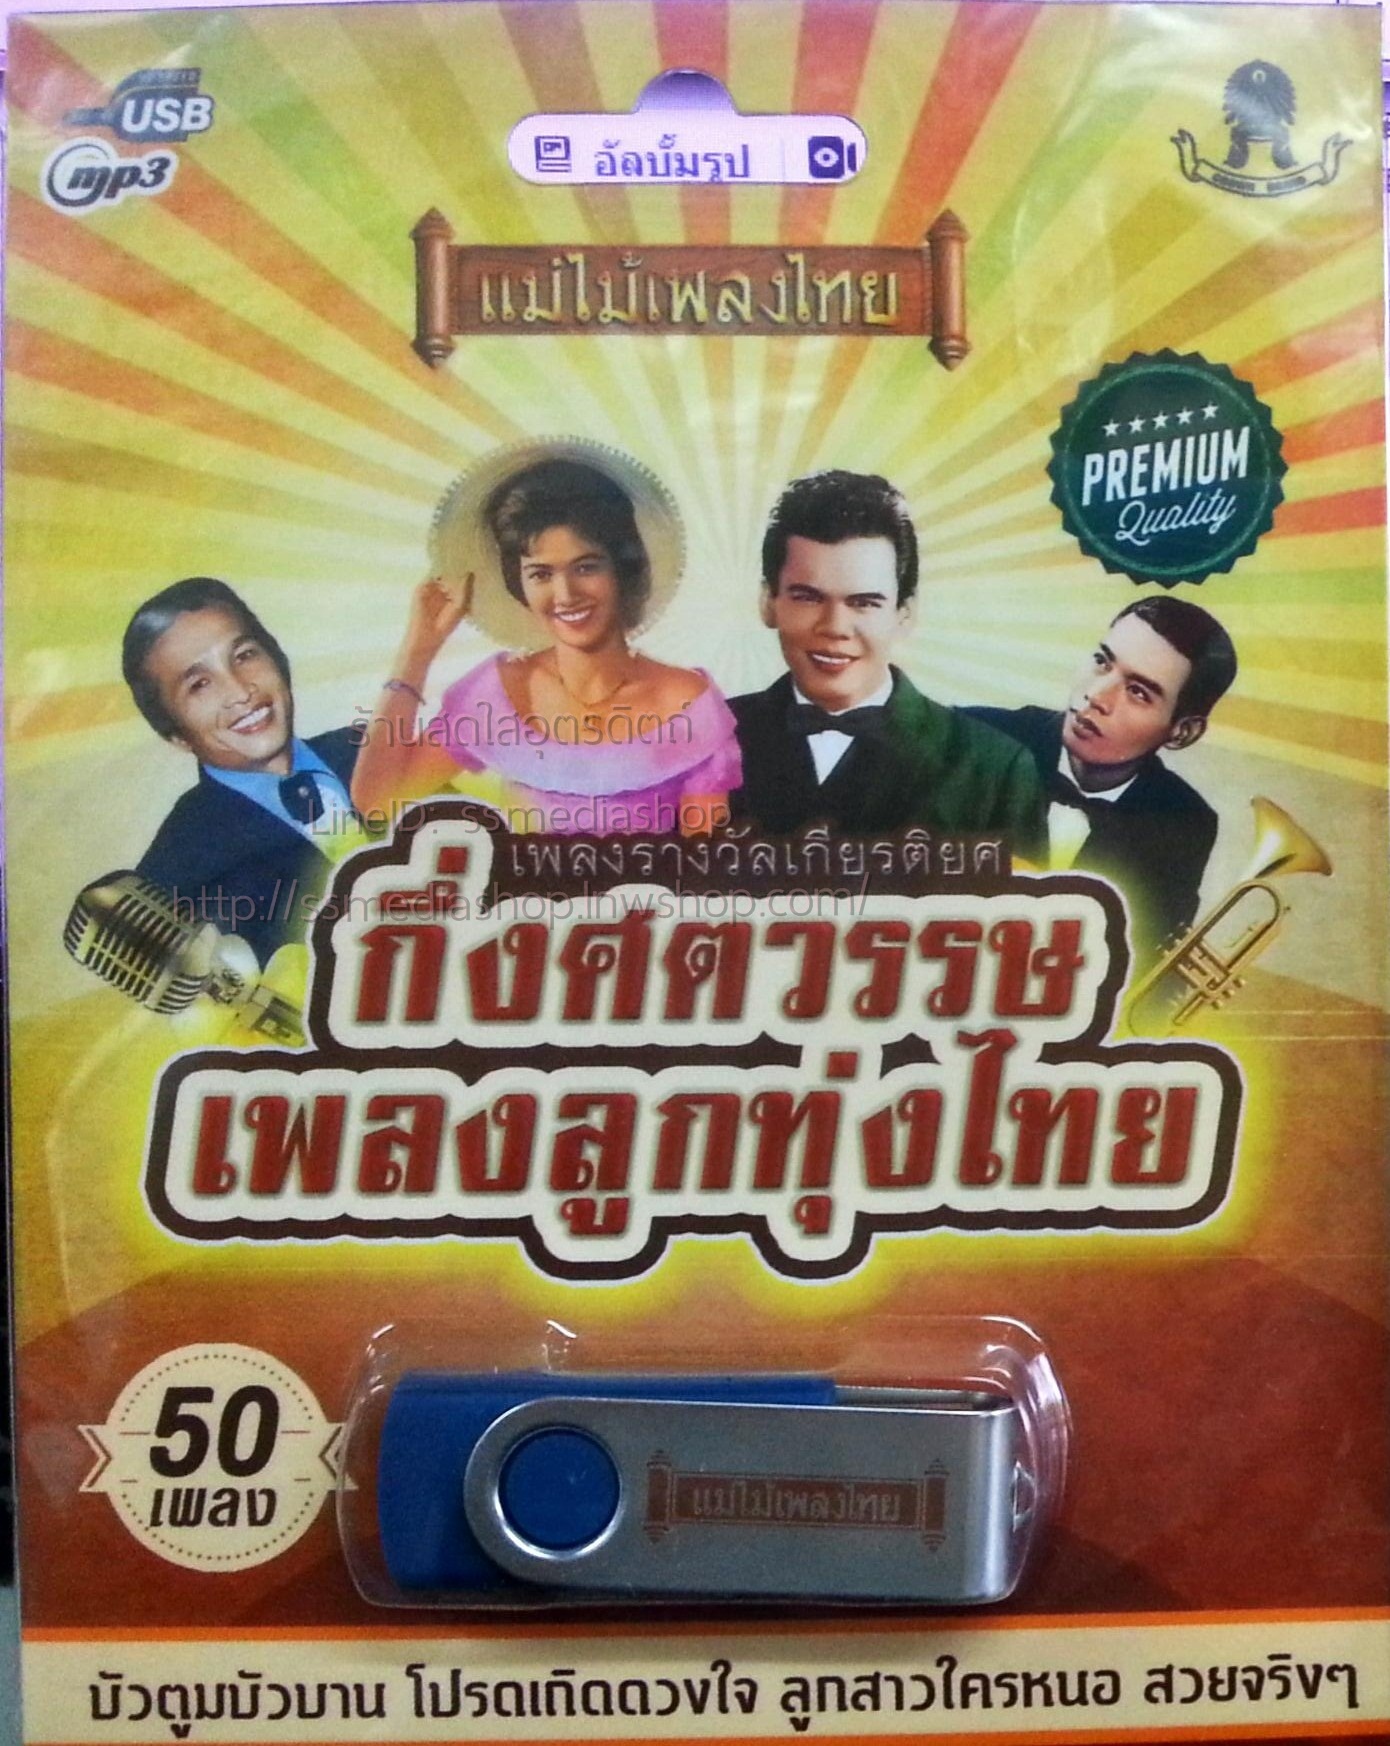 USB
mp3
อัลบั้มรูป
แม่ไม้เพลงไทย
PREMIUM
Quality
ร้านสดใสอุตรดิตถ์
LineID: ssmediashop
เพลงรางวัลเกียรติยศ
http://ssmediashop.lnwshop.com/
กึ่งศตวรรษ
เพลงลูกทุ่งไทย
50
เพลง
แม่ไม้เพลงไทย
บัวตูมบัวบาน โปรดเกิดดวงใจ ลูกสาวใครหนอ สวยจริงๆ